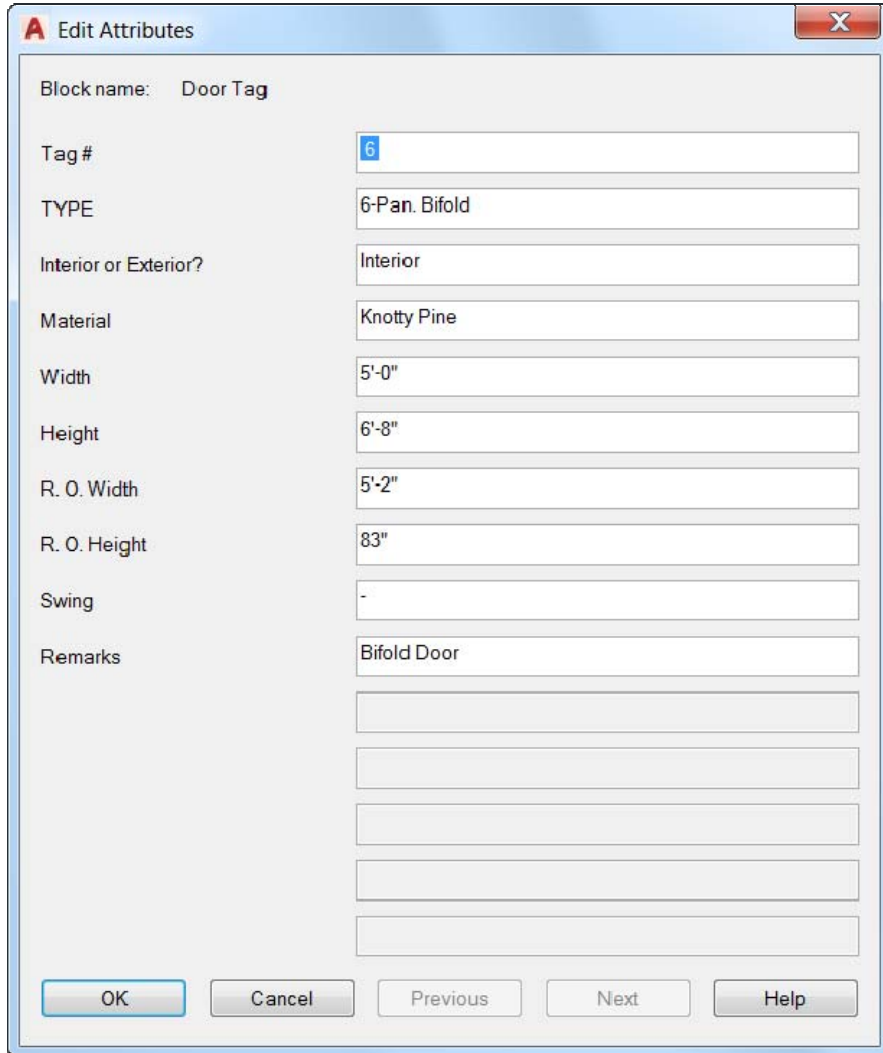 Edit Attributes
Block name: Door Tag
Tag # 6
TYPE 6-Pan. Bifold
Interior or Exterior? Interior
Material Knotty Pine
Width 5'-0"
Height 6'-8"
R. O. Width 5'-2"
R. O. Height 83"
Swing -
Remarks Bifold Door
OK Cancel Previous Next Help